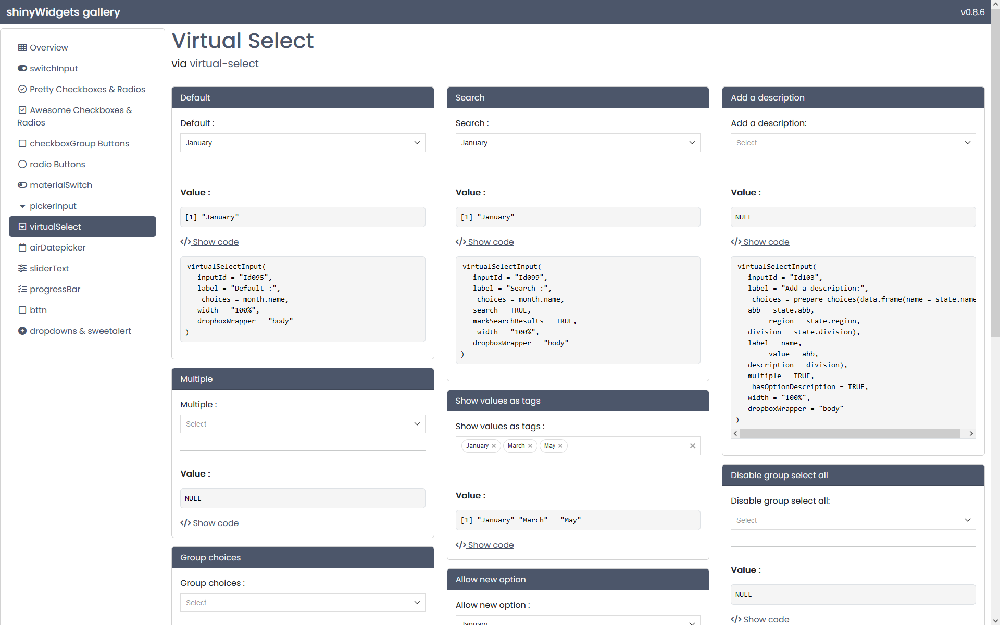 shinyWidgets gallery
v0.8.6
Overview
switchInput
Pretty Checkboxes & Radios
Awesome Checkboxes &
Radios
checkboxGroup Buttons
radio Buttons
materialSwitch
pickerInput
virtualSelect
airDatepicker
sliderText
progressBar
bttn
dropdowns & sweetalert
Virtual Select
via virtual-select
Default
Default :
January
Value :
[1] "January"
</> Show code
virtualSelectInput(
inputId = "Id095",
label = "Default :",
choices = month.name,
width = "100%",
dropboxWrapper = "body"
)
Multiple
Multiple :
Select
Value :
NULL
</> Show code
Group choices
Group choices :
Select
Search
Search :
January
Value :
[1] "January"
</> Show code
virtualSelectInput(
inputId = "Id099",
label = "Search :",
choices = month.name,
search = TRUE,
markSearchResults = TRUE,
width = "100%",
dropboxWrapper = "body"
)
Show values as tags
Show values as tags :
January × March × May ×
Value :
[1] "January" "March"   "May"
</> Show code
Allow new option
Allow new option :
January
Add a description
Add a description:
Select
Value :
NULL
</> Show code
virtualSelectInput(
inputId = "Id103",
label = "Add a description:",
choices = prepare_choices(data.frame(name = state.name
abb = state.abb,
region = state.region,
division = state.division),
label = name,
value = abb,
description = division),
multiple = TRUE,
hasOptionDescription = TRUE,
width = "100%",
dropboxWrapper = "body"
)
Disable group select all
Disable group select all:
Select
Value :
NULL
</> Show code